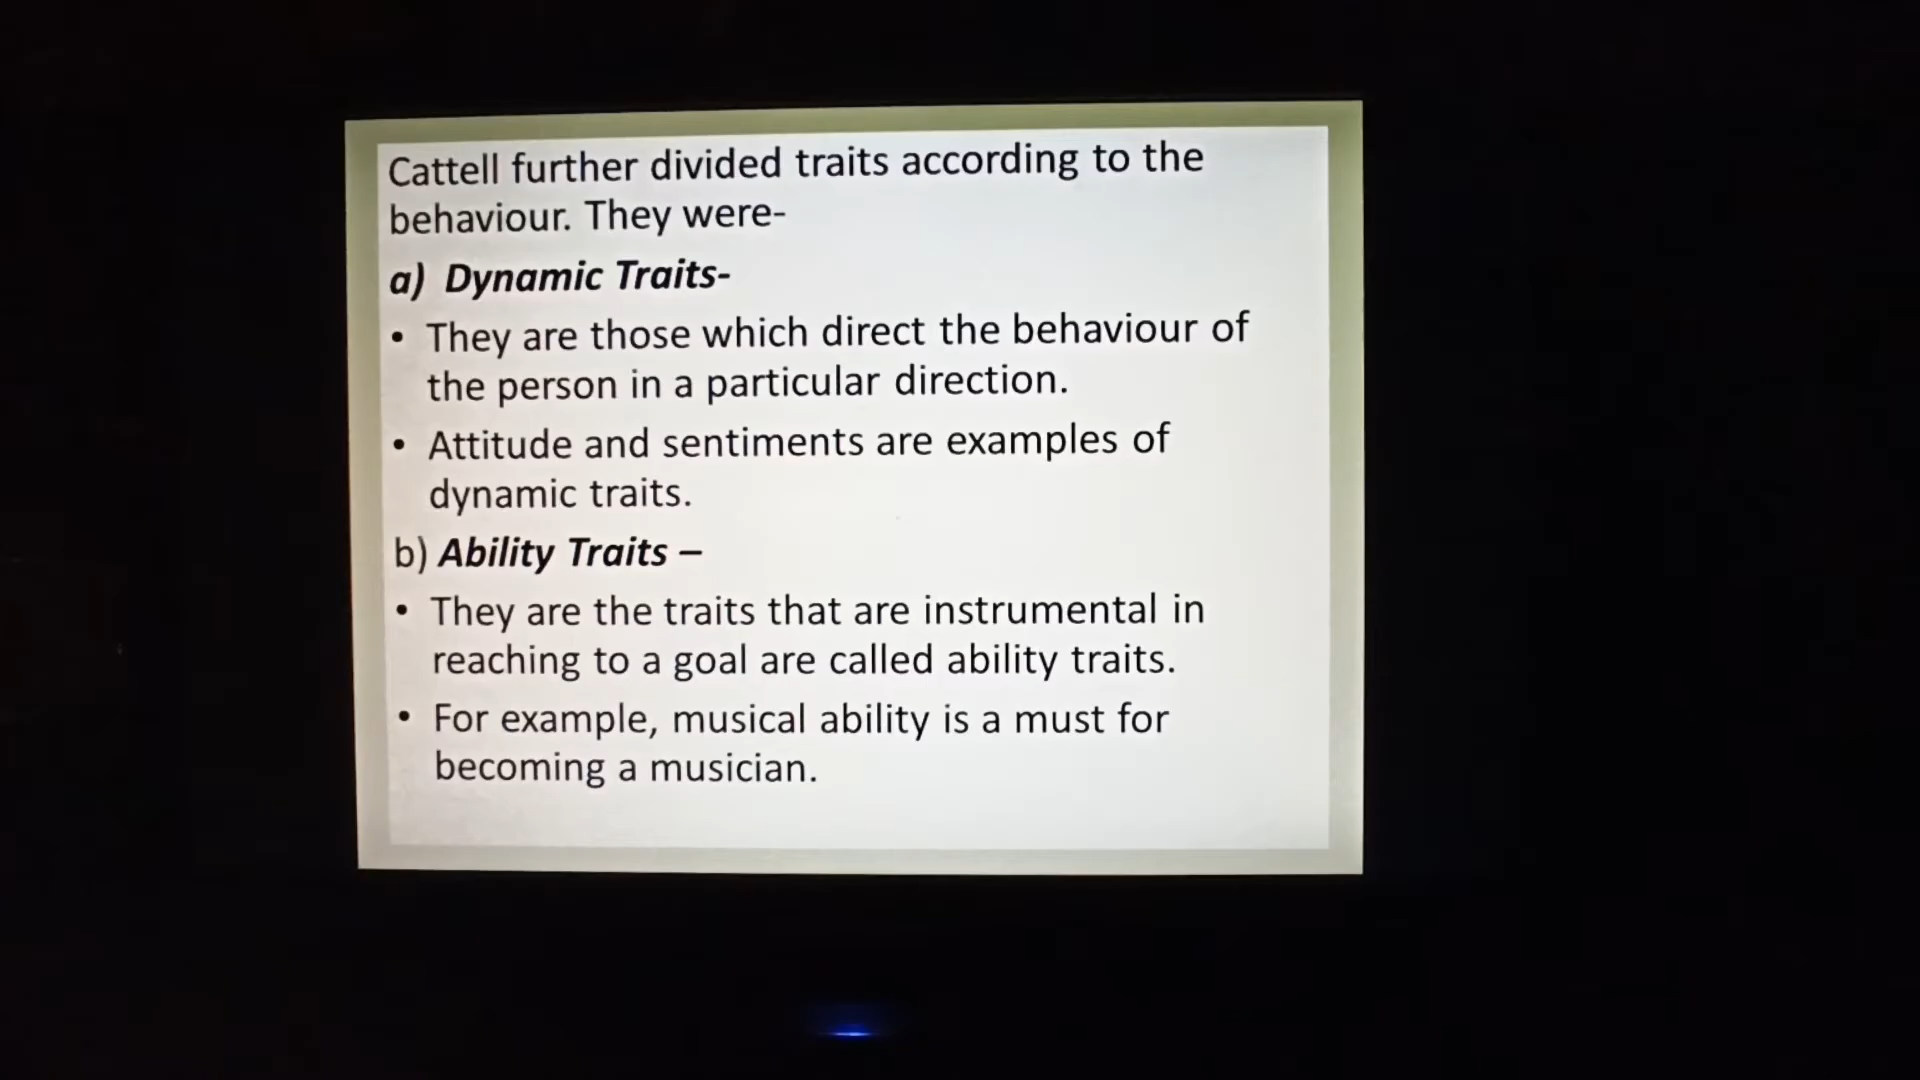 Cattell further divided traits according to the
behaviour. They were-
a) Dynamic Traits-
• They are those which direct the behaviour of
the person in a particular direction.
• Attitude and sentiments are examples of
dynamic traits.
b) Ability Traits –
• They are the traits that are instrumental in
reaching to a goal are called ability traits.
• For example, musical ability is a must for
becoming a musician.